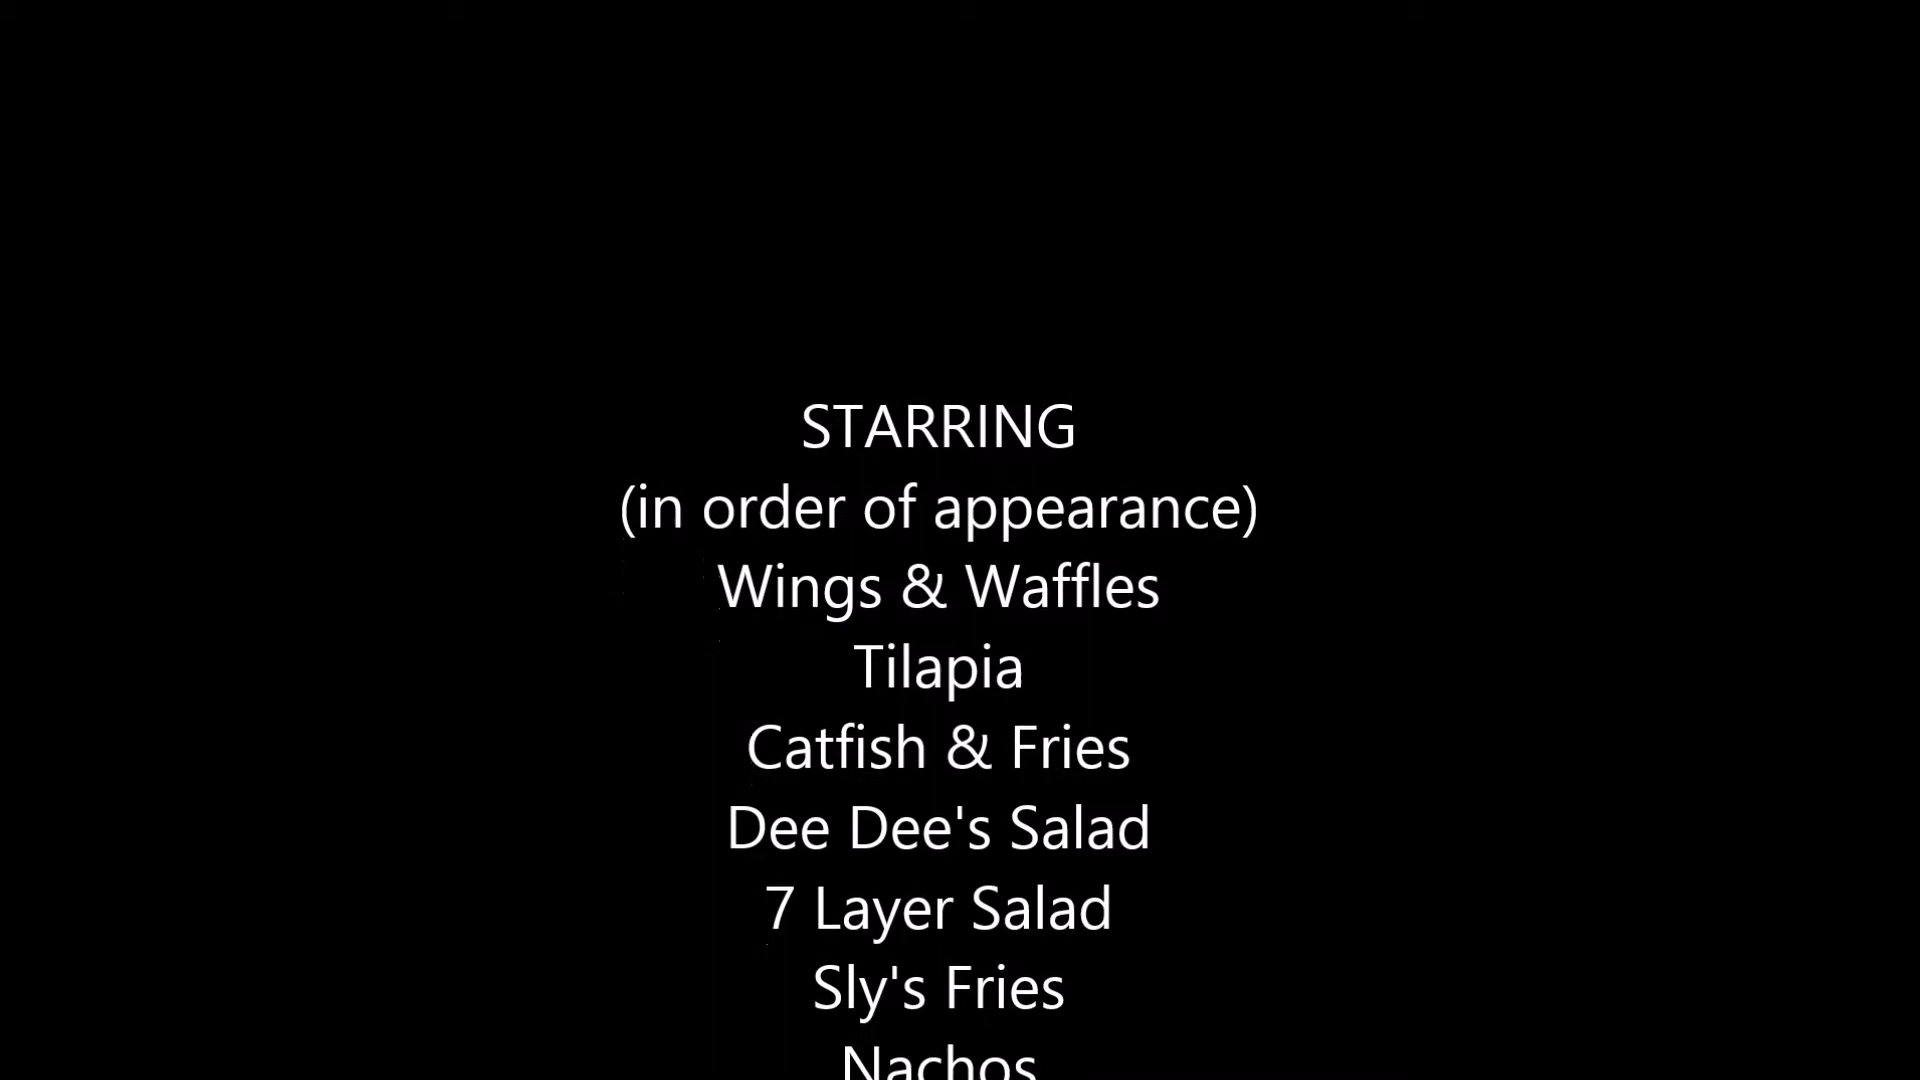 STARRING
(in order of appearance)
Wings & Waffles
Tilapia
Catfish & Fries
Dee Dee's Salad
7 Layer Salad
Sly's Fries
Nachos